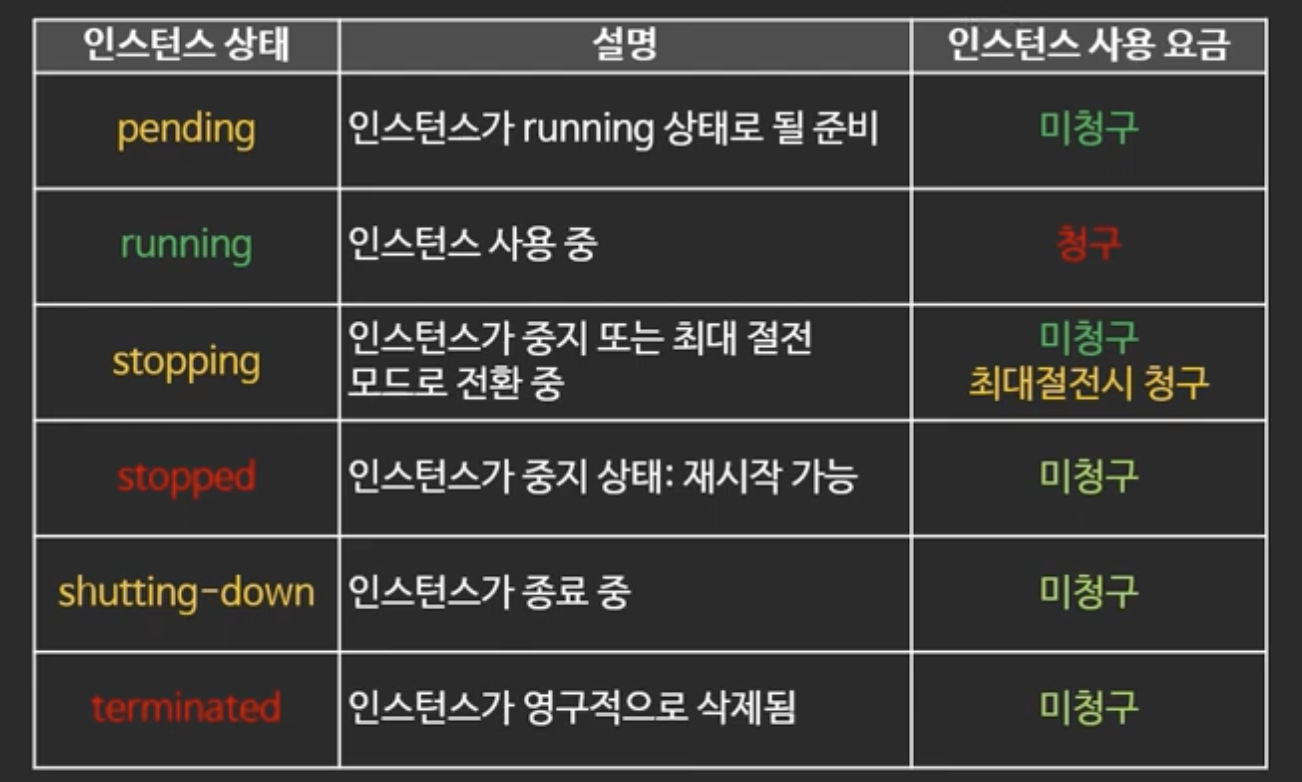 인스턴스 상태 설명 인스턴스 사용 요금
pending 인스턴스가 running 상태로 될 준비 미청구
running 인스턴스 사용 중 청구
stopping 인스턴스가 중지 또는 최대 절전 미청구
모드로 전환 중 최대절전시 청구
stopped 인스턴스가 중지 상태: 재시작 가능 미청구
shutting-down 인스턴스가 종료 중 미청구
terminated 인스턴스가 영구적으로 삭제됨 미청구